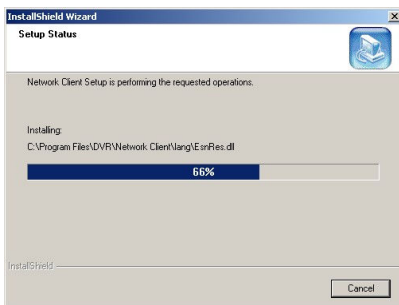 InstallShield Wizard
Setup Status
Network Client Setup is performing the requested operations.
Installing:
C:\Program Files\DVR\Network Client\lang\EsnRes.dll
66%
InstallShield
Cancel